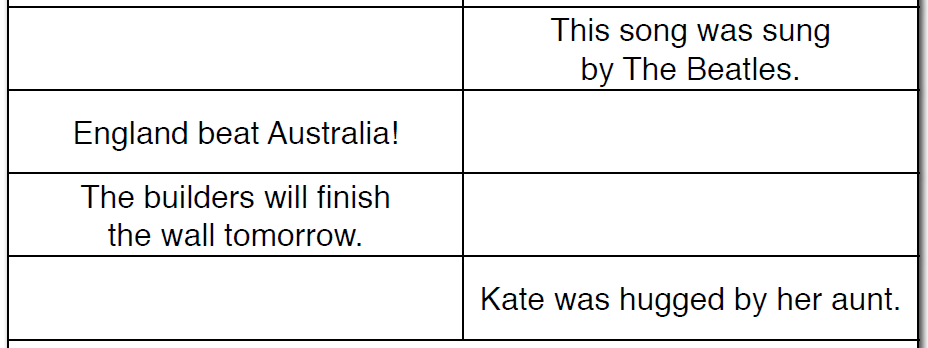 This song was sung
by The Beatles.
England beat Australia!
The builders will finish
the wall tomorrow.
Kate was hugged by her aunt.